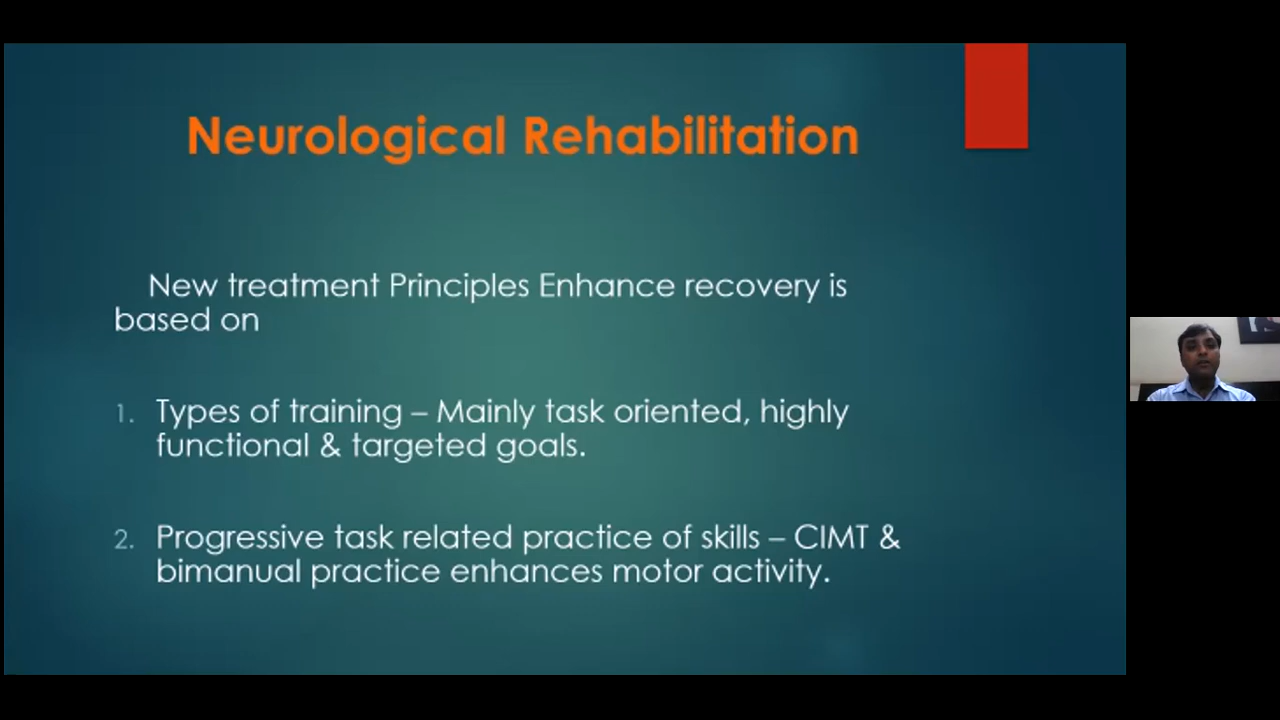 Neurological Rehabilitation
New treatment Principles Enhance recovery is
based on
1. Types of training – Mainly task oriented, highly
functional & targeted goals.
2. Progressive task related practice of skills – CIMT &
bimanual practice enhances motor activity.